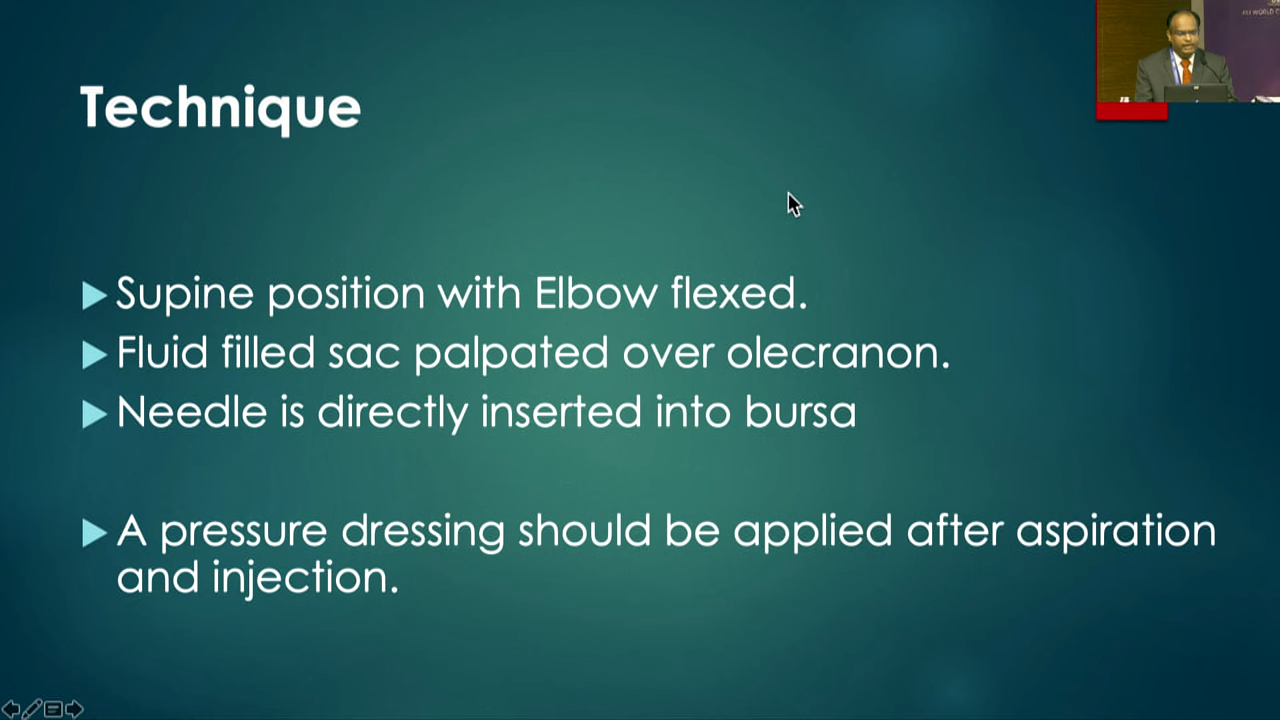 Technique
Supine position with Elbow flexed.
Fluid filled sac palpated over olecranon.
Needle is directly inserted into bursa
A pressure dressing should be applied after aspiration
and injection.